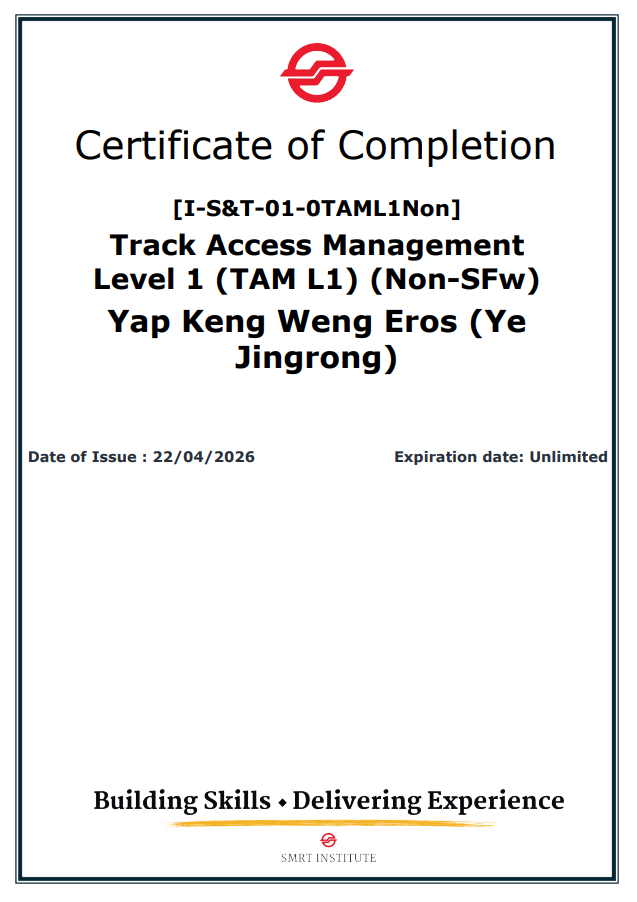 Certificate of Completion
[I-S&T-01-0TAML1Non]
Track Access Management
Level 1 (TAM L1) (Non-SFw)
Yap Keng Weng Eros (Ye
Jingrong)
Date of Issue : 22/04/2026
Expiration date: Unlimited
Building Skills • Delivering Experience
SMRT INSTITUTE